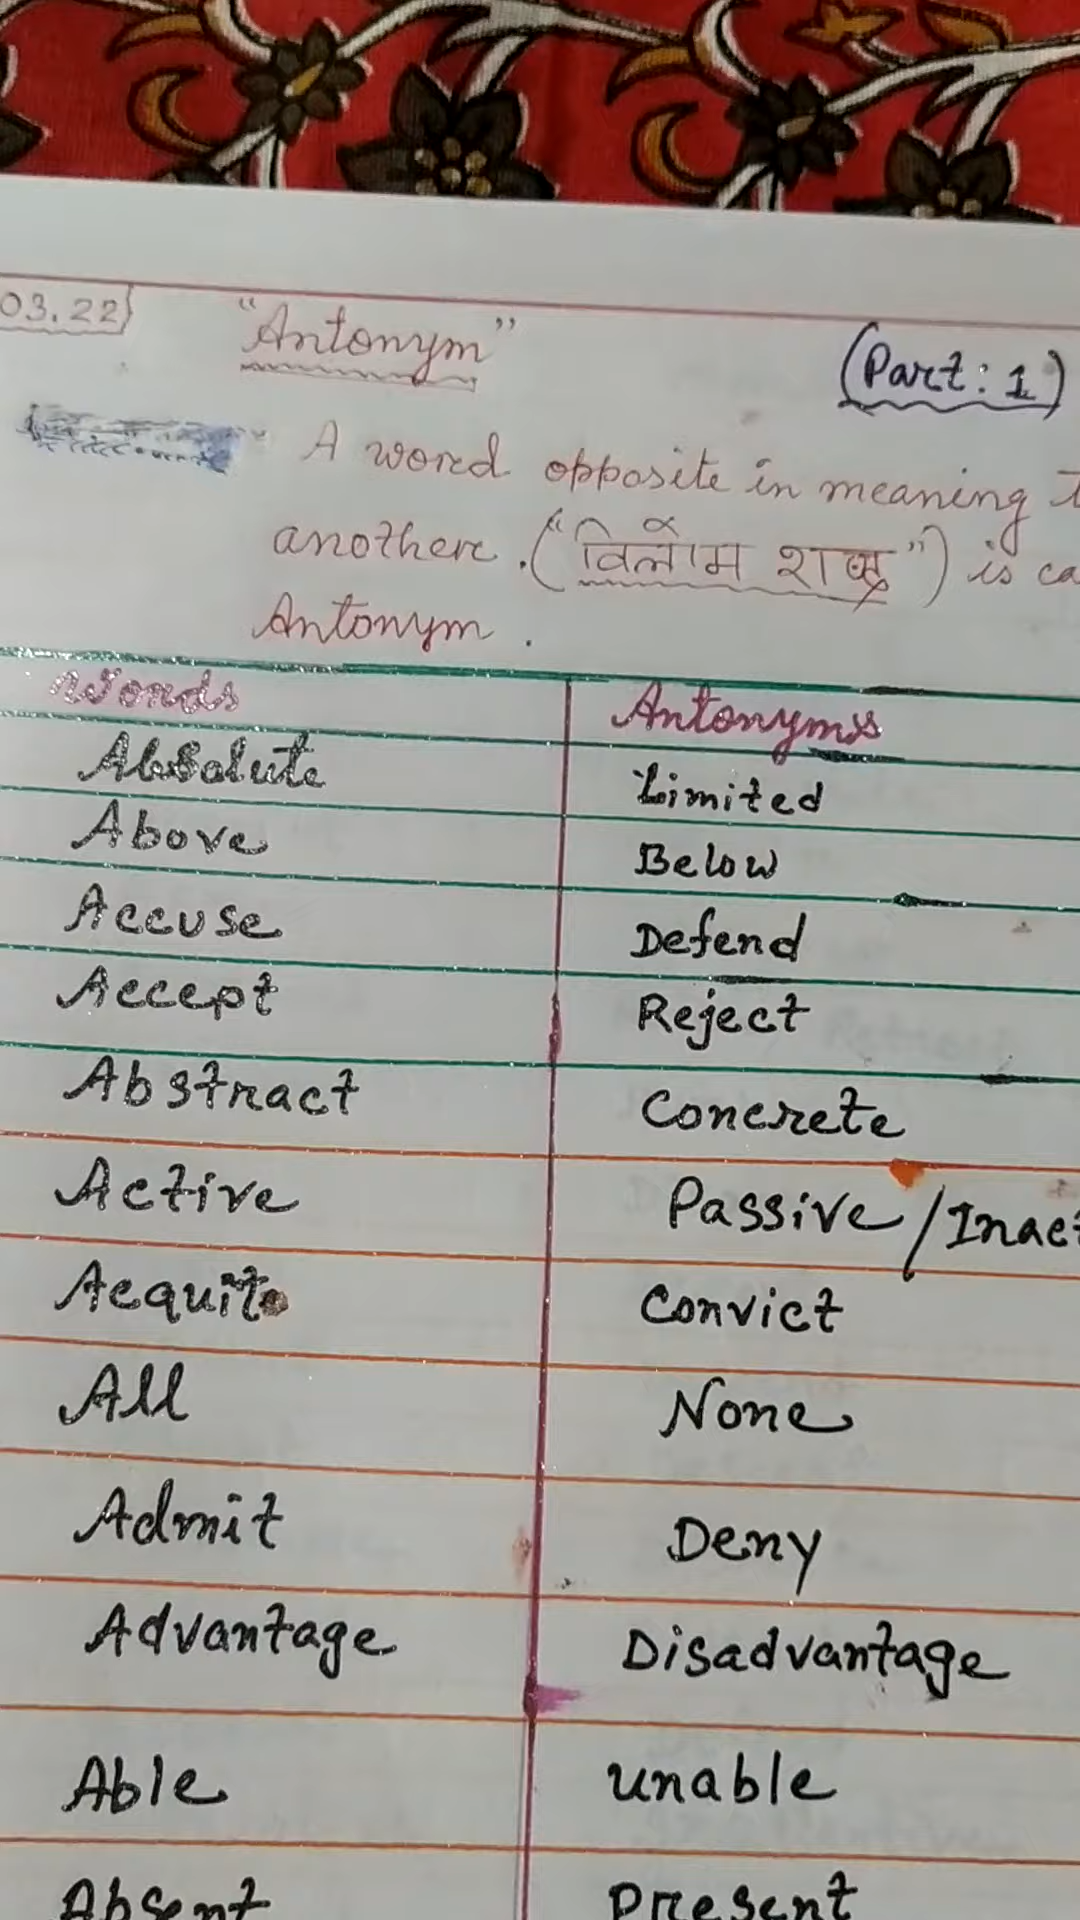 03.22
"Antonym"
(Part: 1)
A word opposite in meaning
another. ("विलोम शब्द") is
Antonym.
Words Antonyms
Absolute Limited
Above Below
Accuse Defend
Accept Reject
Abstract Concrete
Active Passive/Inact
Acquit Convict
All None
Admit Deny
Advantage Disadvantage
Able unable
Absent Present